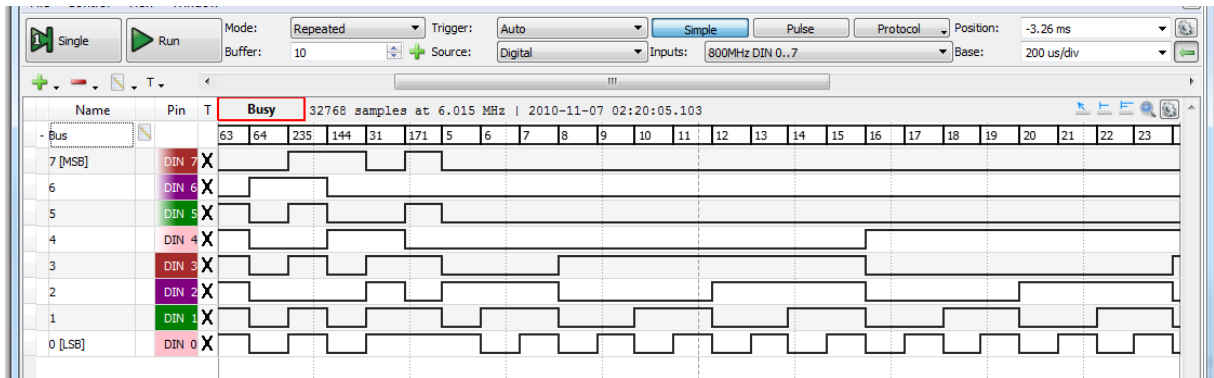 1 Single Run Mode: Repeated Trigger: Auto Simple Pulse Protocol Position: -3.26 ms
Buffer: 10 Source: Digital Inputs: 800MHz DIN 0..7 Base: 200 us/div
T
Name Pin T Busy 32768 samples at 6.015 MHz | 2010-11-07 02:20:05.103
- Bus 63 64 235 144 31 171 5 6 7 8 9 10 11 12 13 14 15 16 17 18 19 20 21 22 23
7 [MSB] DIN 7 X
6 DIN 6 X
5 DIN 5 X
4 DIN 4 X
3 DIN 3 X
2 DIN 2 X
1 DIN 1 X
0 [LSB] DIN 0 X